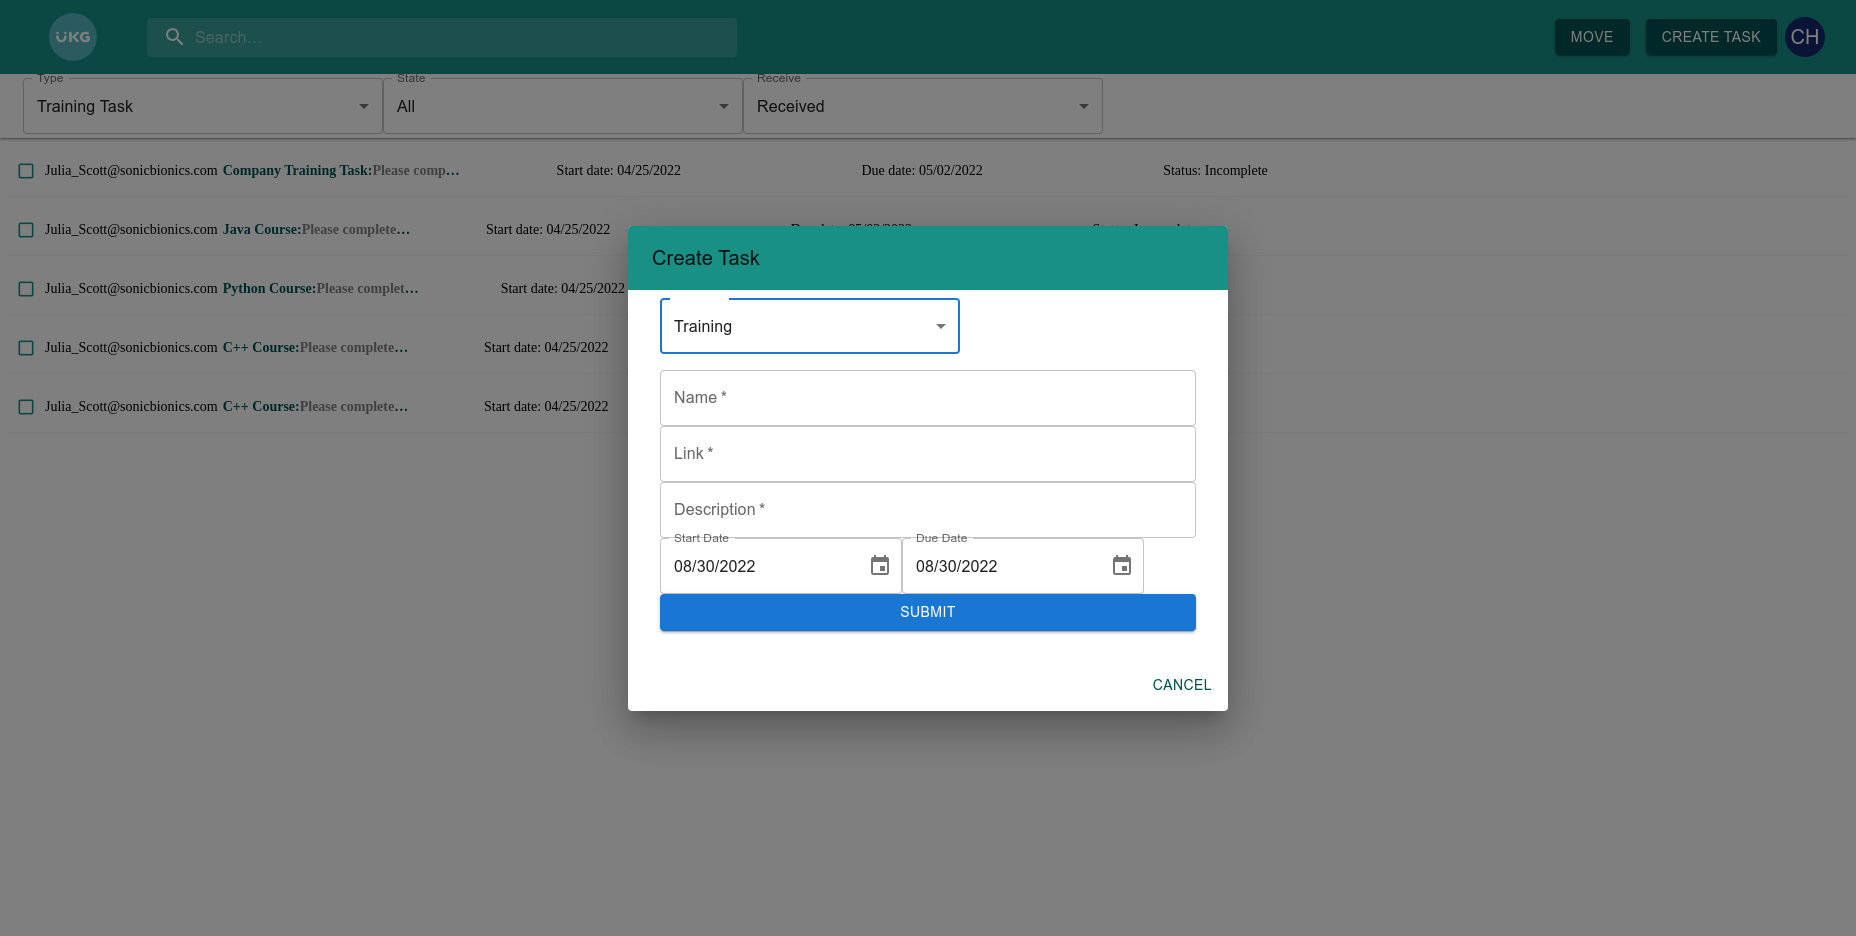 UKG Search... MOVE CREATE TASK CH
Type State Receive
Training Task All Received
Julia_Scott@sonicbionics.com Company Training Task:Please comp... Start date: 04/25/2022 Due date: 05/02/2022 Status: Incomplete
Julia_Scott@sonicbionics.com Java Course:Please complete... Start date: 04/25/2022
Julia_Scott@sonicbionics.com Python Course:Please complet... Start date: 04/25/2022
Julia_Scott@sonicbionics.com C++ Course:Please complete... Start date: 04/25/2022
Julia_Scott@sonicbionics.com C++ Course:Please complete... Start date: 04/25/2022
Create Task
Training
Name *
Link *
Description *
Start Date Due Date
08/30/2022 08/30/2022
SUBMIT
CANCEL